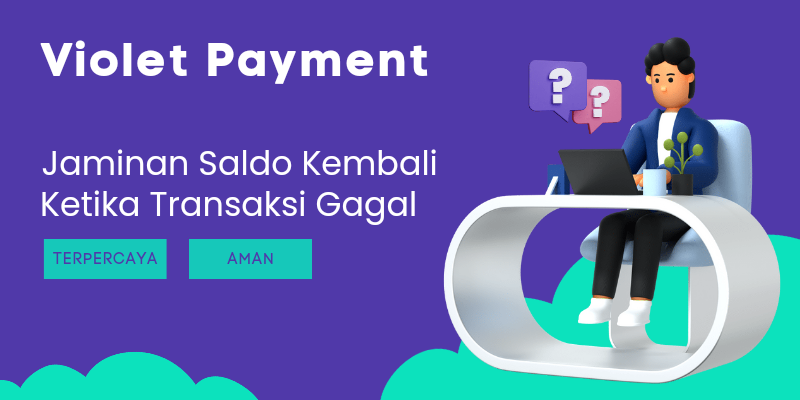 Violet Payment
Jaminan Saldo Kembali
Ketika Transaksi Gagal
TERPERCAYA
AMAN
? ?